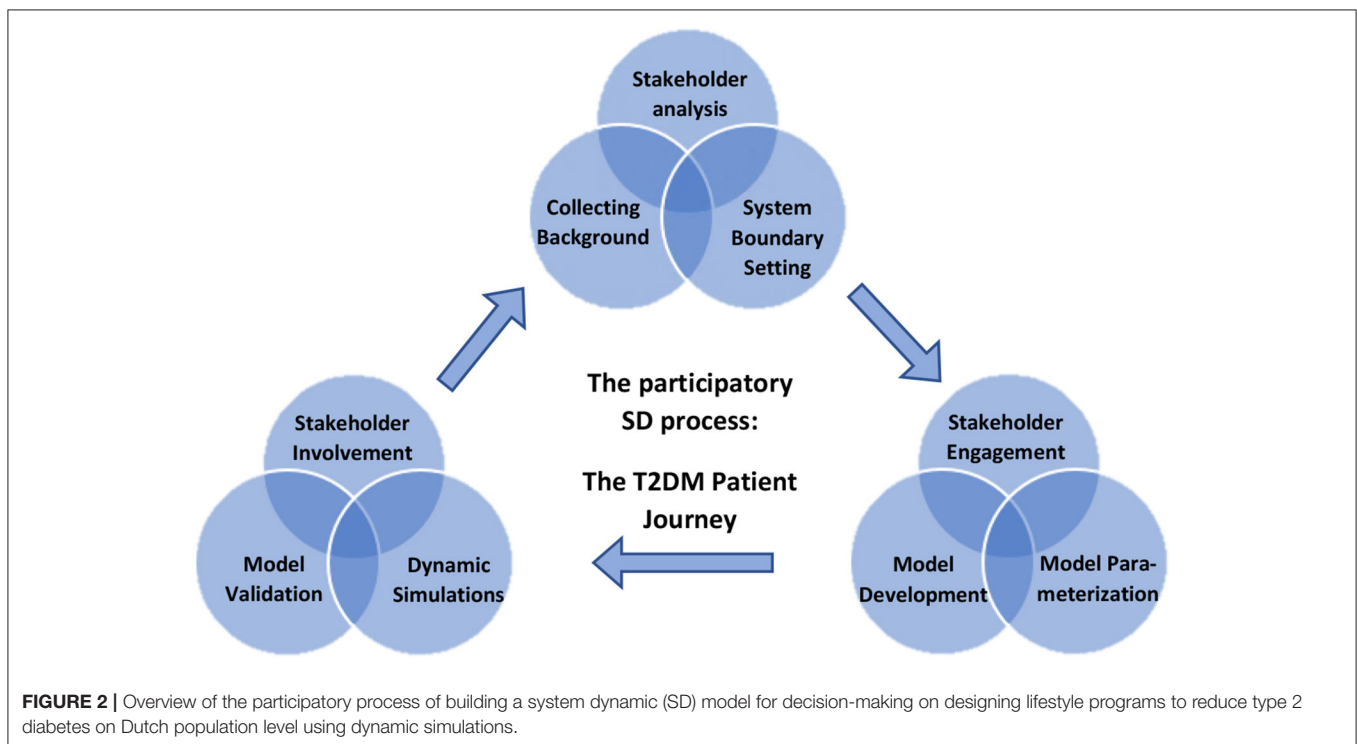 Stakeholder
analysis
Collecting
Background
System
Boundary
Setting
The participatory
SD process:
The T2DM Patient
Journey
Stakeholder
Engagement
Model
Development
Model Para-
meterization
Stakeholder
Involvement
Model
Validation
Dynamic
Simulations
FIGURE 2 | Overview of the participatory process of building a system dynamic (SD) model for decision-making on designing lifestyle programs to reduce type 2
diabetes on Dutch population level using dynamic simulations.